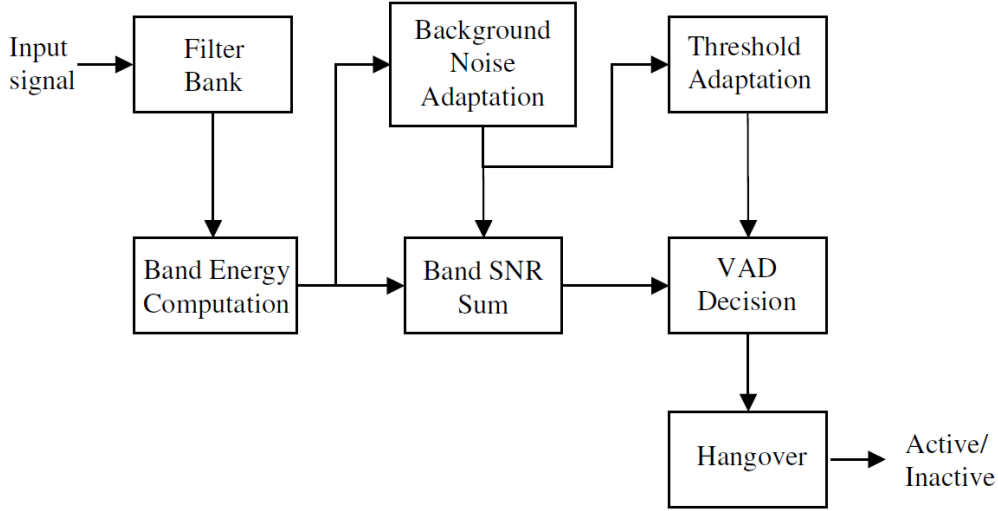 Input
signal
Filter
Bank
Background
Noise
Adaptation
Threshold
Adaptation
Band Energy
Computation
Band SNR
Sum
VAD
Decision
Hangover
Active/
Inactive